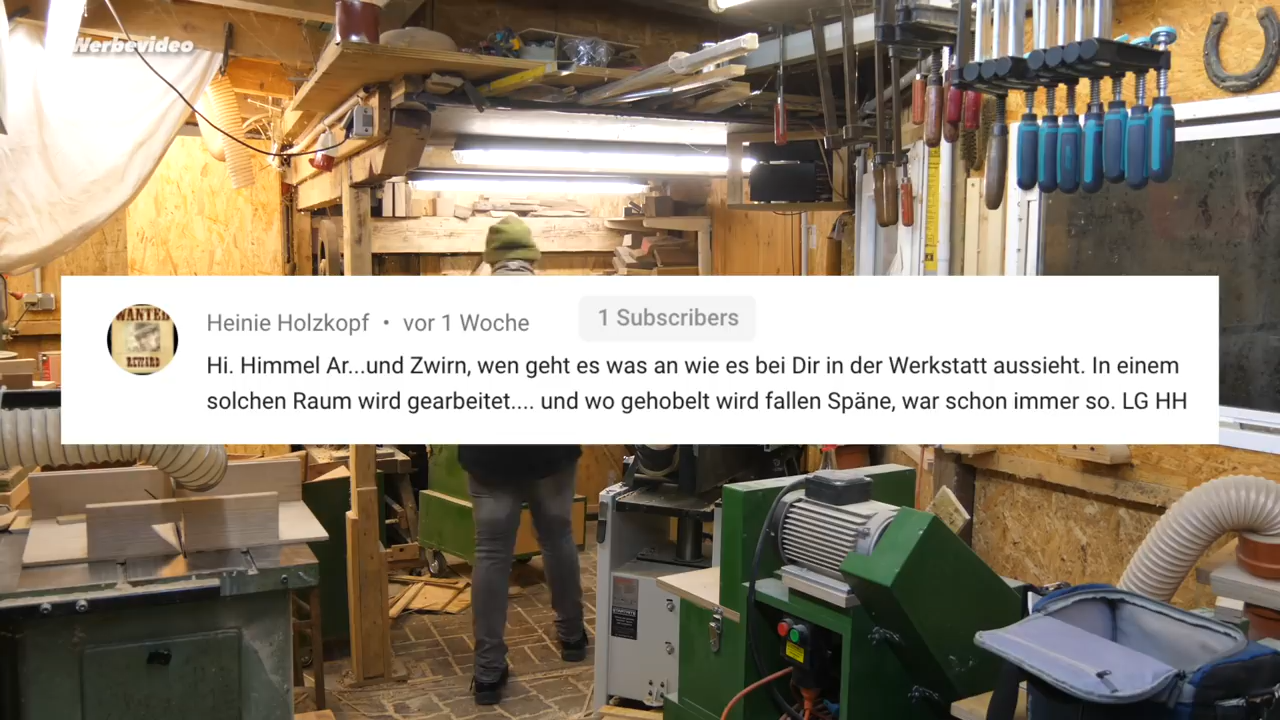 Werbevideo
WANTED
REWARD
Heinie Holzkopf • vor 1 Woche
1 Subscribers
Hi. Himmel Ar...und Zwirn, wen geht es was an wie es bei Dir in der Werkstatt aussieht. In einem
solchen Raum wird gearbeitet.... und wo gehobelt wird fallen Späne, war schon immer so. LG HH